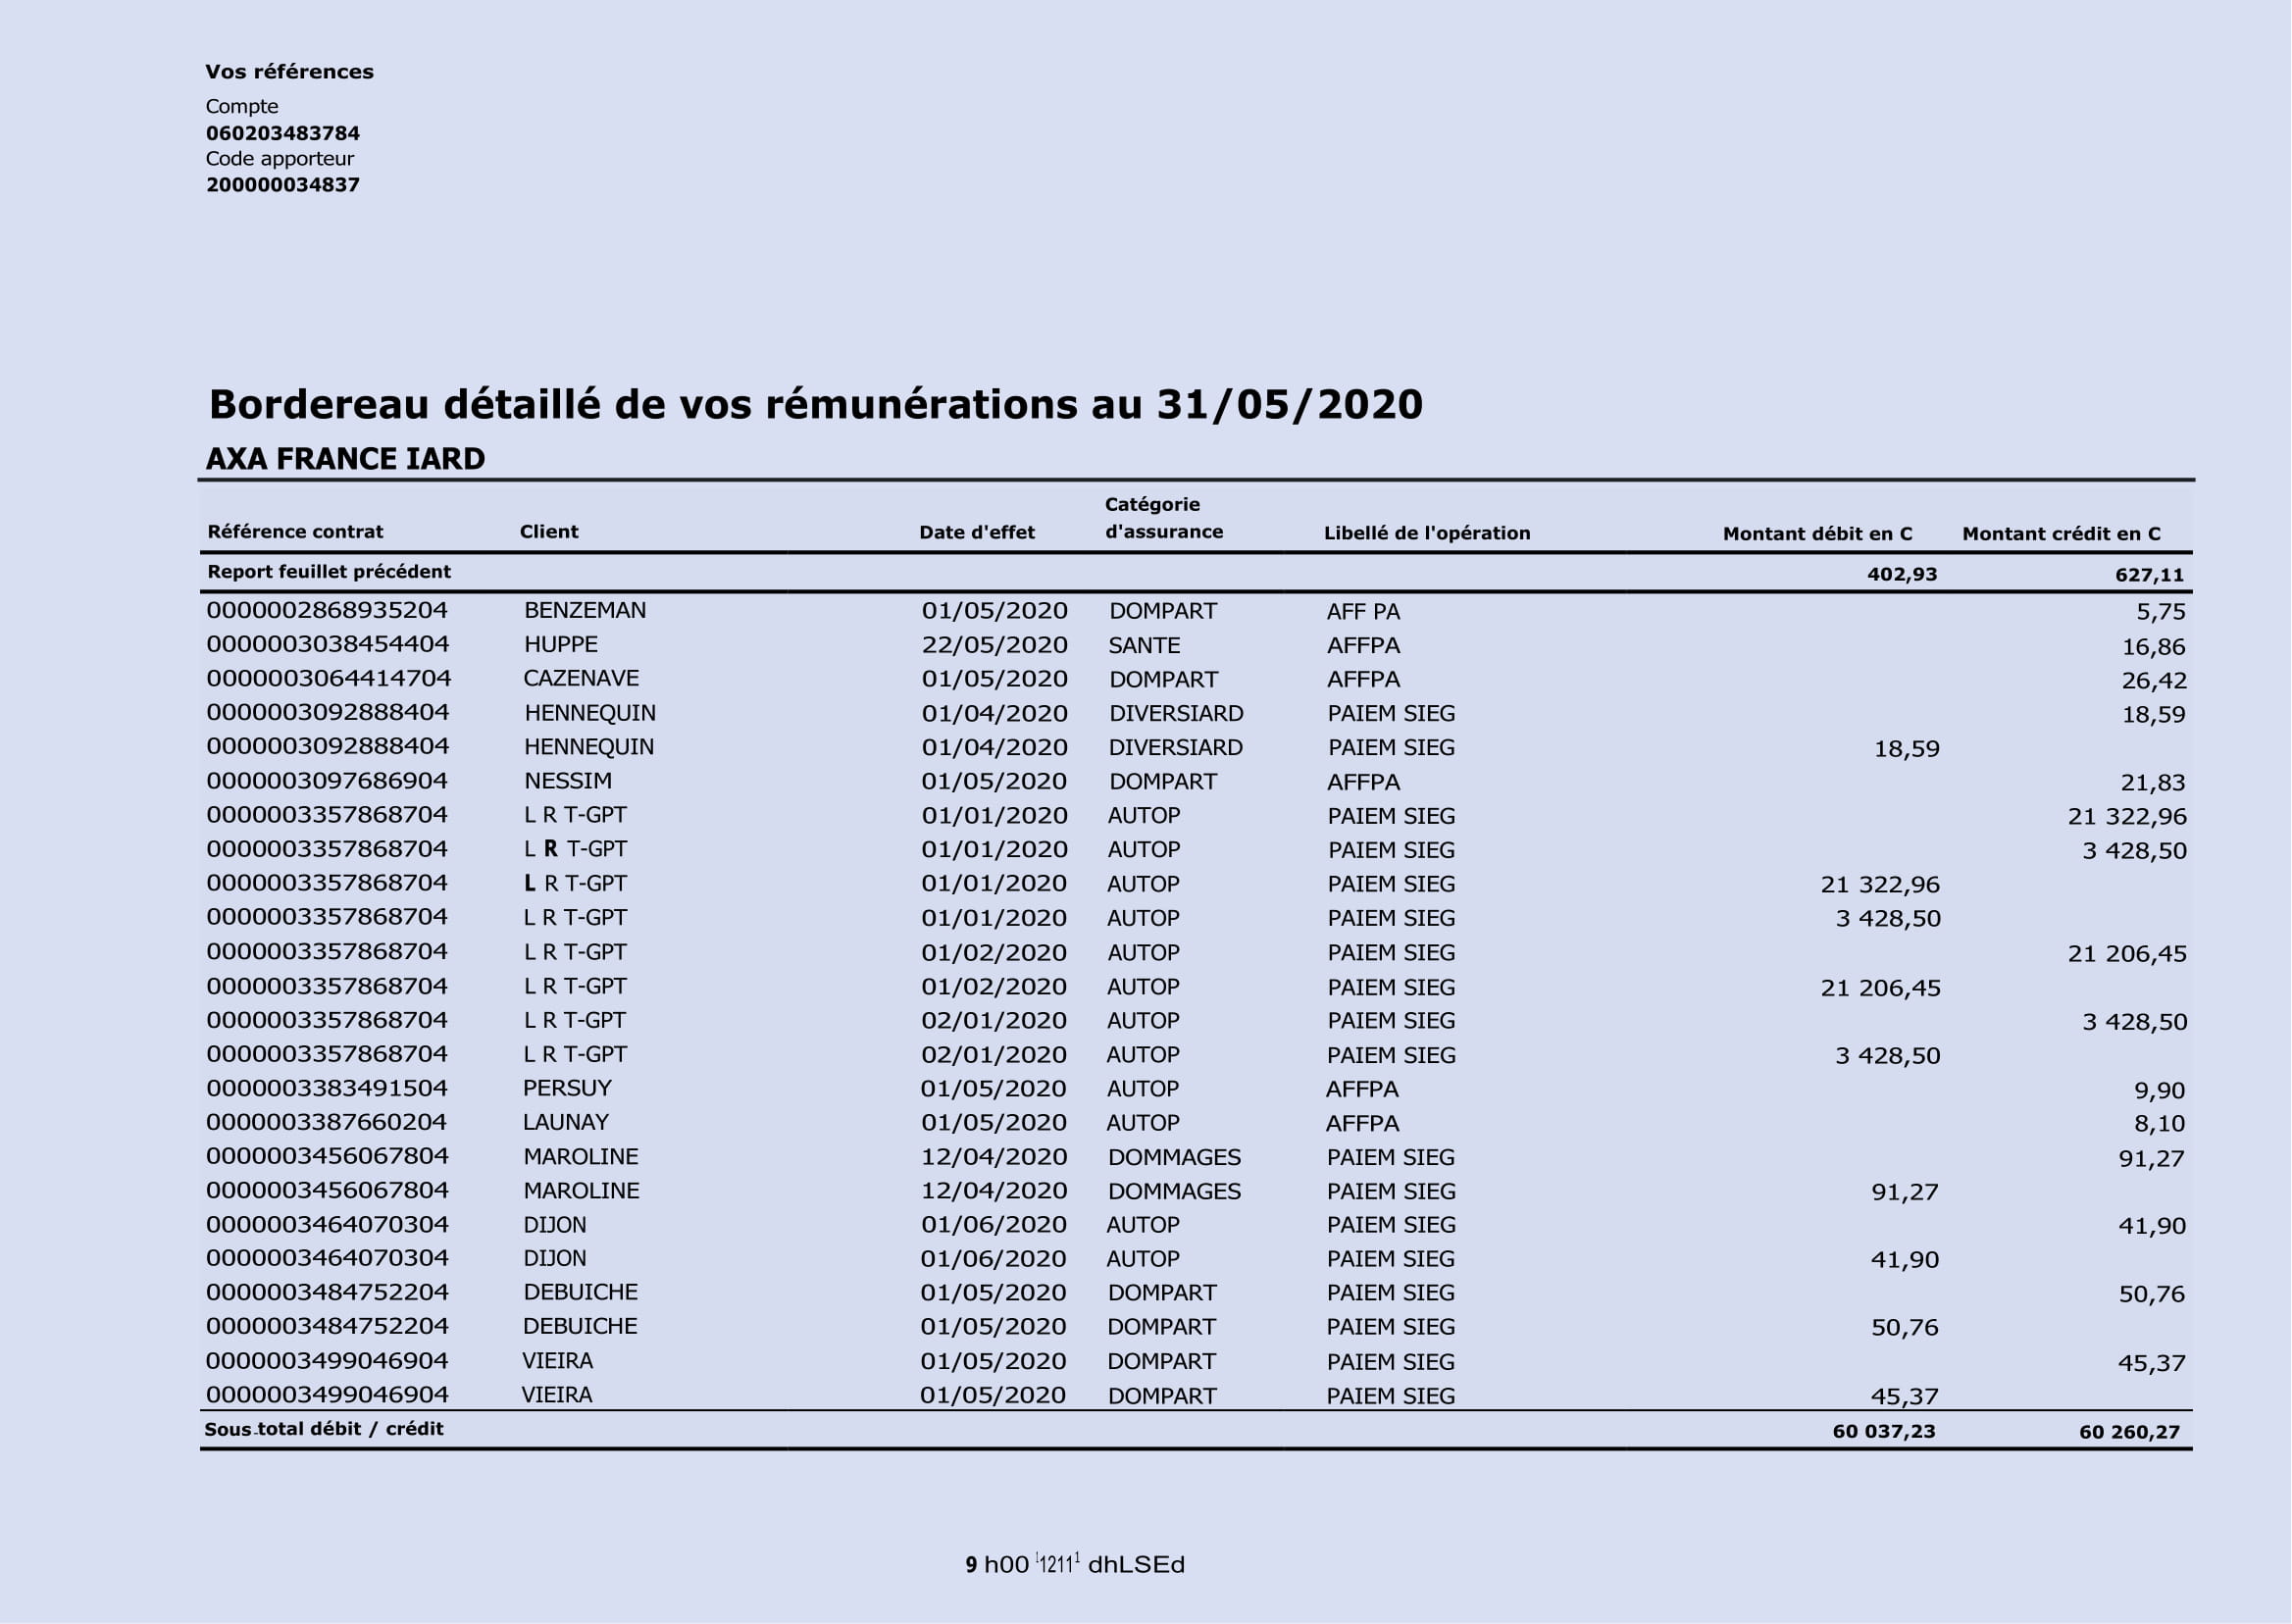 Vos références
Compte
060203483784
Code apporteur
200000034837
Bordereau détaillé de vos rémunérations au 31/05/2020
AXA FRANCE IARD
Référence contrat Client Date d'effet Catégorie d'assurance Libellé de l'opération Montant débit en C Montant crédit en C
Report feuillet précédent 402,93 627,11
0000002868935204 BENZEMAN 01/05/2020 DOMPART AFF PA 5,75
0000003038454404 HUPPE 22/05/2020 SANTE AFFPA 16,86
0000003064414704 CAZENAVE 01/05/2020 DOMPART AFFPA 26,42
0000003092888404 HENNEQUIN 01/04/2020 DIVERSIARD PAIEM SIEG 18,59
0000003092888404 HENNEQUIN 01/04/2020 DIVERSIARD PAIEM SIEG 18,59
0000003097686904 NESSIM 01/05/2020 DOMPART AFFPA 21,83
0000003357868704 L R T-GPT 01/01/2020 AUTOP PAIEM SIEG 21 322,96
0000003357868704 L R T-GPT 01/01/2020 AUTOP PAIEM SIEG 3 428,50
0000003357868704 L R T-GPT 01/01/2020 AUTOP PAIEM SIEG 21 322,96
0000003357868704 L R T-GPT 01/01/2020 AUTOP PAIEM SIEG 3 428,50
0000003357868704 L R T-GPT 01/02/2020 AUTOP PAIEM SIEG 21 206,45
0000003357868704 L R T-GPT 01/02/2020 AUTOP PAIEM SIEG 21 206,45
0000003357868704 L R T-GPT 02/01/2020 AUTOP PAIEM SIEG 3 428,50
0000003357868704 L R T-GPT 02/01/2020 AUTOP PAIEM SIEG 3 428,50
0000003383491504 PERSUY 01/05/2020 AUTOP AFFPA 9,90
0000003387660204 LAUNAY 01/05/2020 AUTOP AFFPA 8,10
0000003456067804 MAROLINE 12/04/2020 DOMMAGES PAIEM SIEG 91,27
0000003456067804 MAROLINE 12/04/2020 DOMMAGES PAIEM SIEG 91,27
0000003464070304 DIJON 01/06/2020 AUTOP PAIEM SIEG 41,90
0000003464070304 DIJON 01/06/2020 AUTOP PAIEM SIEG 41,90
0000003484752204 DEBUICHE 01/05/2020 DOMPART PAIEM SIEG 50,76
0000003484752204 DEBUICHE 01/05/2020 DOMPART PAIEM SIEG 50,76
0000003499046904 VIEIRA 01/05/2020 DOMPART PAIEM SIEG 45,37
0000003499046904 VIEIRA 01/05/2020 DOMPART PAIEM SIEG 45,37
Sous-total débit / crédit 60 037,23 60 260,27
9 h00 1211 dhLSEd